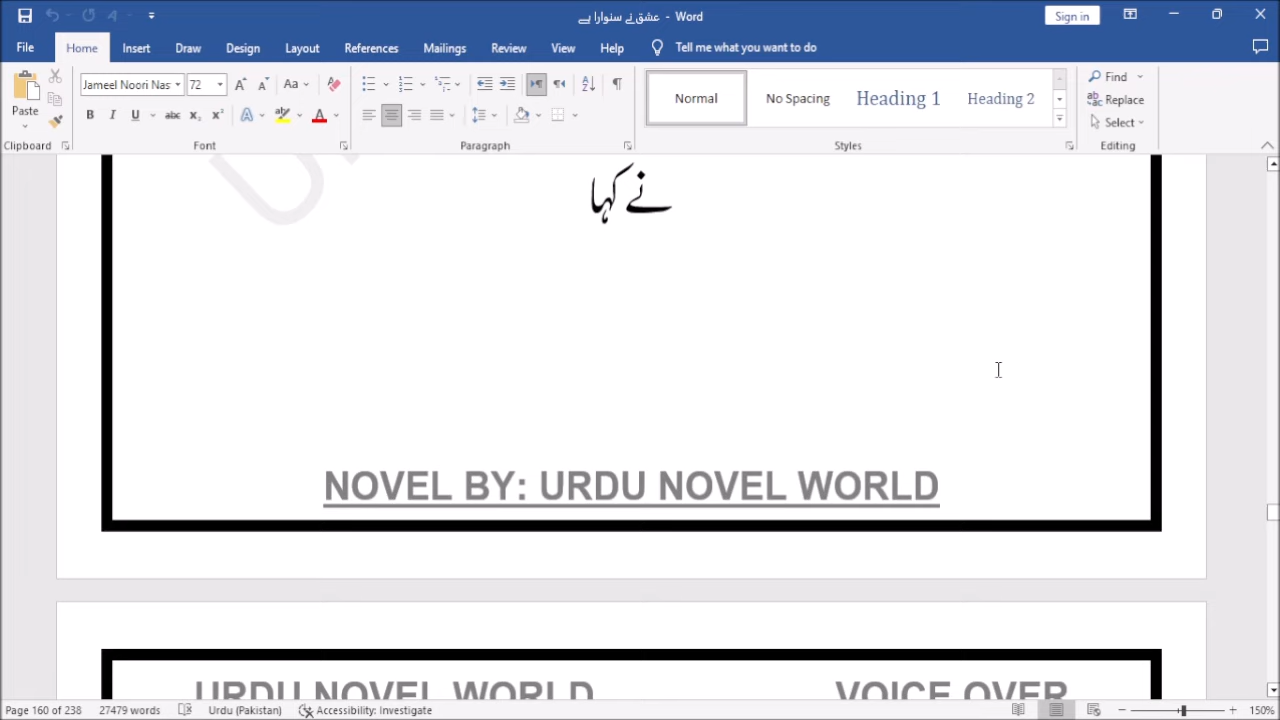 عشق نے سنوارا ہے - Word
Sign in
File Home Insert Draw Design Layout References Mailings Review View Help Tell me what you want to do
Paste
Jameel Noori Nas 72 Aa
Normal No Spacing Heading 1 Heading 2
Find
Replace
Select
Clipboard Font Paragraph Styles Editing
نے کہا
NOVEL BY: URDU NOVEL WORLD
URDU NOVEL WORLD VOICE OVER
Page 160 of 238 27479 words Urdu (Pakistan) Accessibility: Investigate 150%